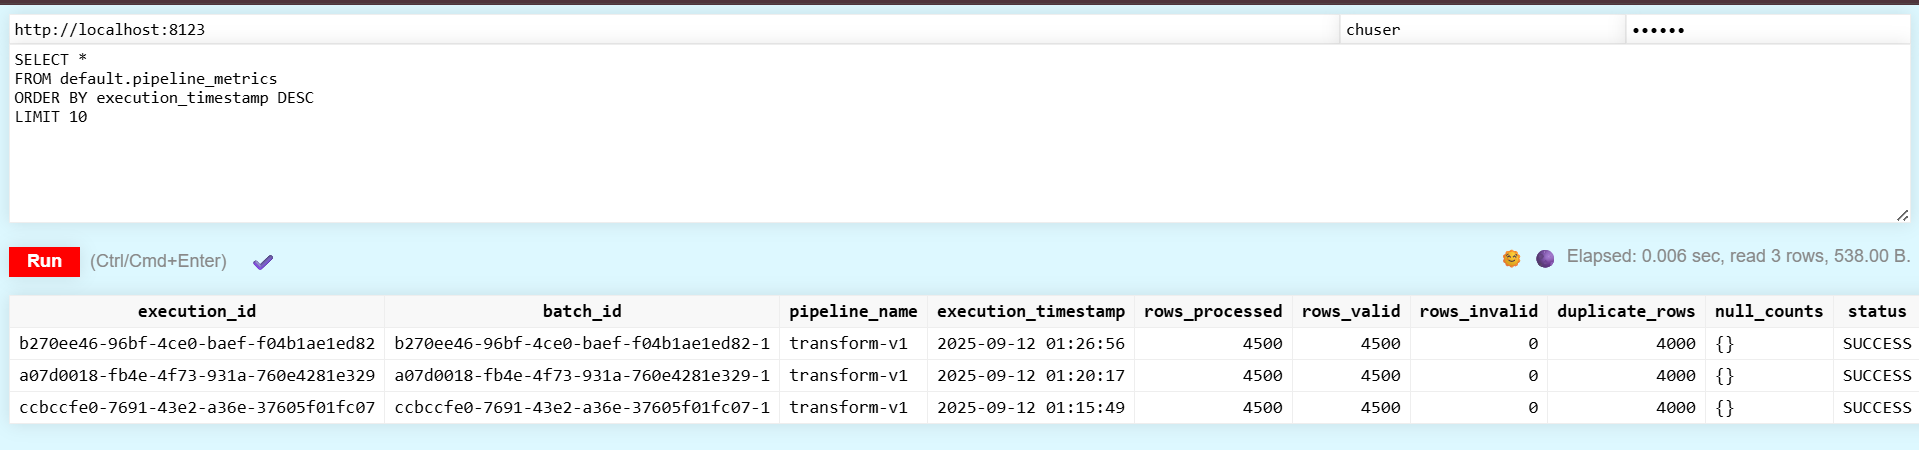 http://localhost:8123 chuser ••••••
SELECT *
FROM default.pipeline_metrics
ORDER BY execution_timestamp DESC
LIMIT 10
Run (Ctrl/Cmd+Enter) Elapsed: 0.006 sec, read 3 rows, 538.00 B.
execution_id batch_id pipeline_name execution_timestamp rows_processed rows_valid rows_invalid duplicate_rows null_counts status
b270ee46-96bf-4ce0-baef-f04b1ae1ed82 b270ee46-96bf-4ce0-baef-f04b1ae1ed82-1 transform-v1 2025-09-12 01:26:56 4500 4500 0 4000 {} SUCCESS
a07d0018-fb4e-4f73-931a-760e4281e329 a07d0018-fb4e-4f73-931a-760e4281e329-1 transform-v1 2025-09-12 01:20:17 4500 4500 0 4000 {} SUCCESS
ccbccfe0-7691-43e2-a36e-37605f01fc07 ccbccfe0-7691-43e2-a36e-37605f01fc07-1 transform-v1 2025-09-12 01:15:49 4500 4500 0 4000 {} SUCCESS